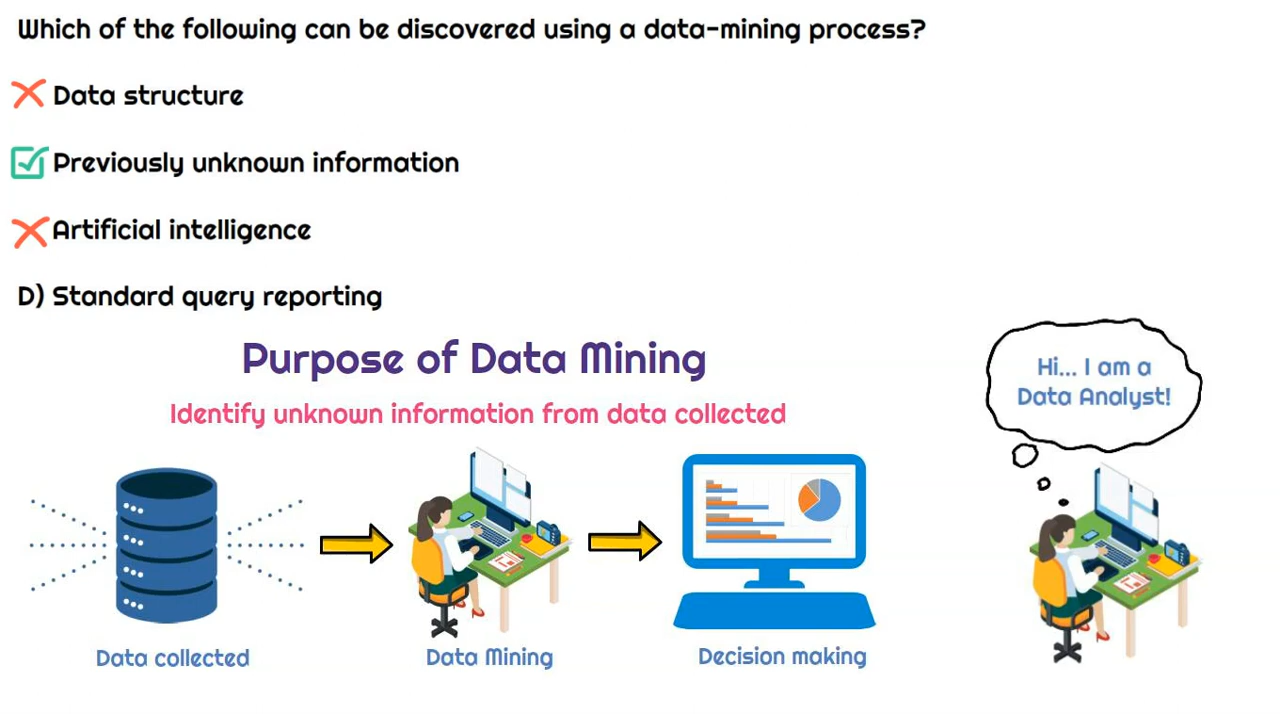 Which of the following can be discovered using a data-mining process?
Data structure
Previously unknown information
Artificial intelligence
D) Standard query reporting
Purpose of Data Mining
Identify unknown information from data collected
Hi... I am a
Data Analyst!
Data collected
Data Mining
Decision making